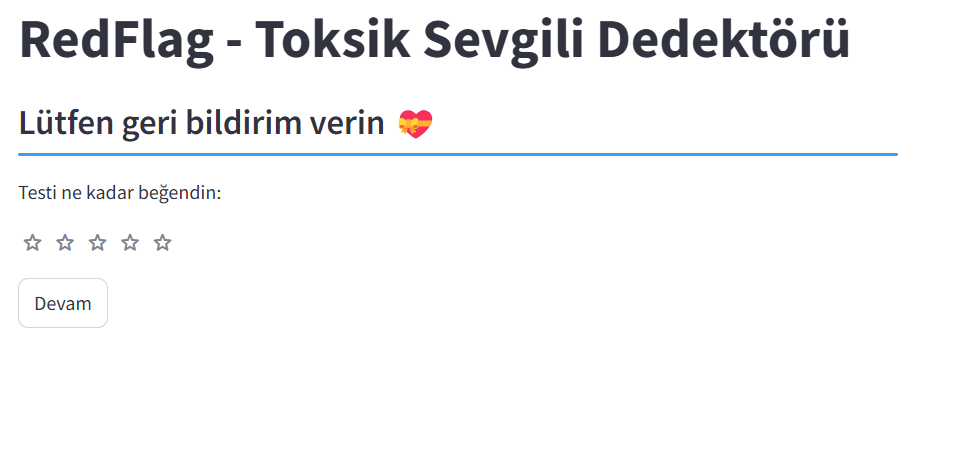 RedFlag - Toksik Sevgili Dedektörü
Lütfen geri bildirim verin 💝
Testi ne kadar beğendin:
Devam